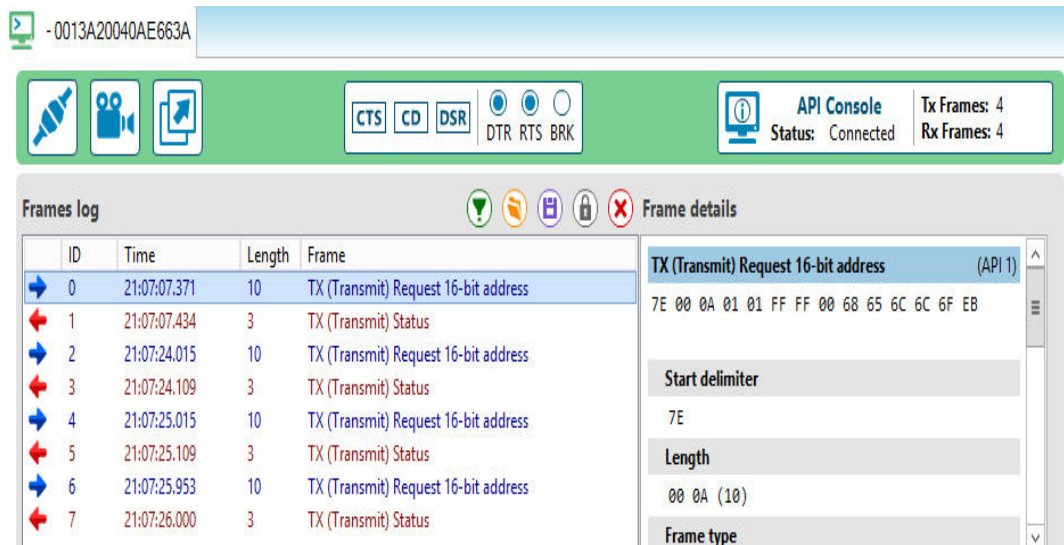 - 0013A20040AE663A
CTS CD DSR DTR RTS BRK
API Console
Status: Connected
Tx Frames: 4
Rx Frames: 4
Frames log
ID Time Length Frame
0 21:07:07.371 10 TX (Transmit) Request 16-bit address
1 21:07:07.434 3 TX (Transmit) Status
2 21:07:24.015 10 TX (Transmit) Request 16-bit address
3 21:07:24.109 3 TX (Transmit) Status
4 21:07:25.015 10 TX (Transmit) Request 16-bit address
5 21:07:25.109 3 TX (Transmit) Status
6 21:07:25.953 10 TX (Transmit) Request 16-bit address
7 21:07:26.000 3 TX (Transmit) Status
Frame details
TX (Transmit) Request 16-bit address (API 1)
7E 00 0A 01 01 FF FF 00 68 65 6C 6C 6F EB
Start delimiter
7E
Length
00 0A (10)
Frame type